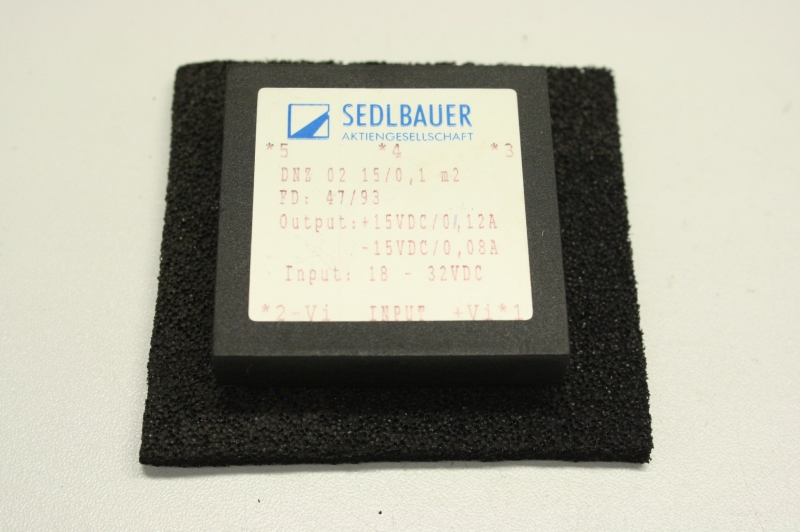 SEDLBAUER
AKTIENGESELLSCHAFT
*5 *4 *3
DNZ 02 15/0,1 m2
FD: 47/93
Output:+15VDC/0,12A
-15VDC/0,08A
Input: 18 - 32VDC
*2-Vi INPUT +Vi*1